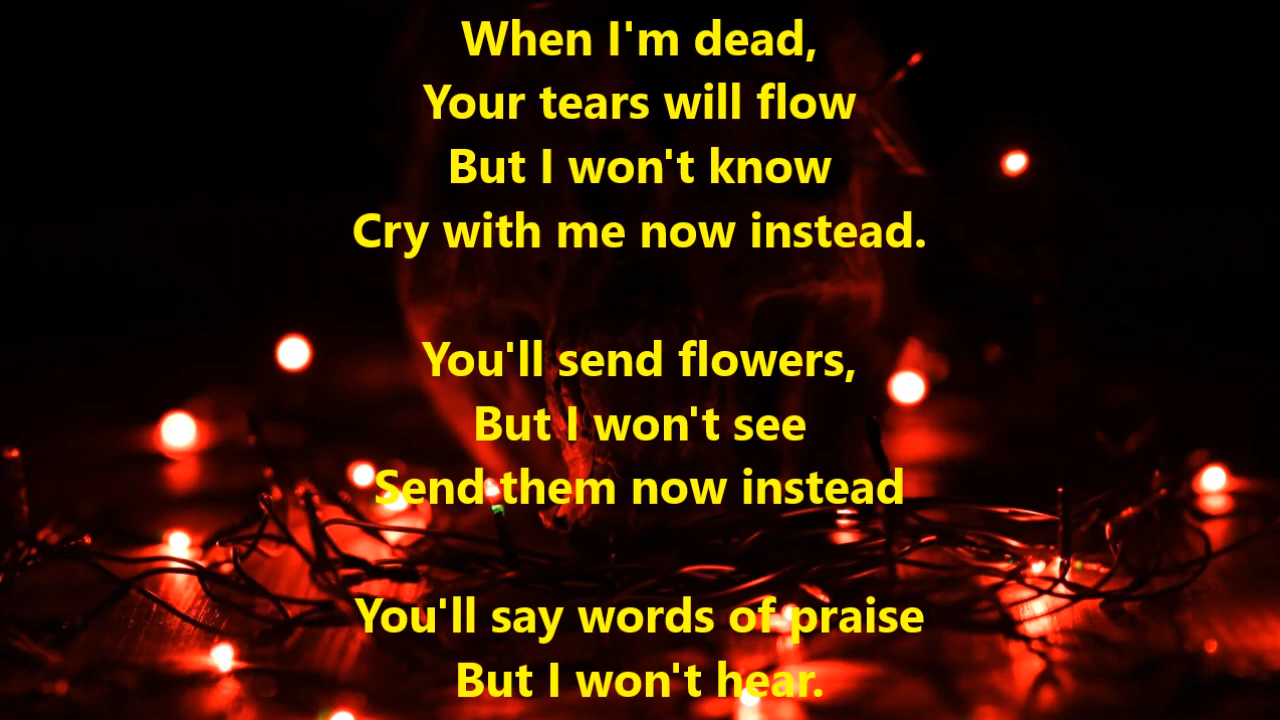 When I'm dead,
Your tears will flow
But I won't know
Cry with me now instead.
You'll send flowers,
But I won't see
Send them now instead
You'll say words of praise
But I won't hear.